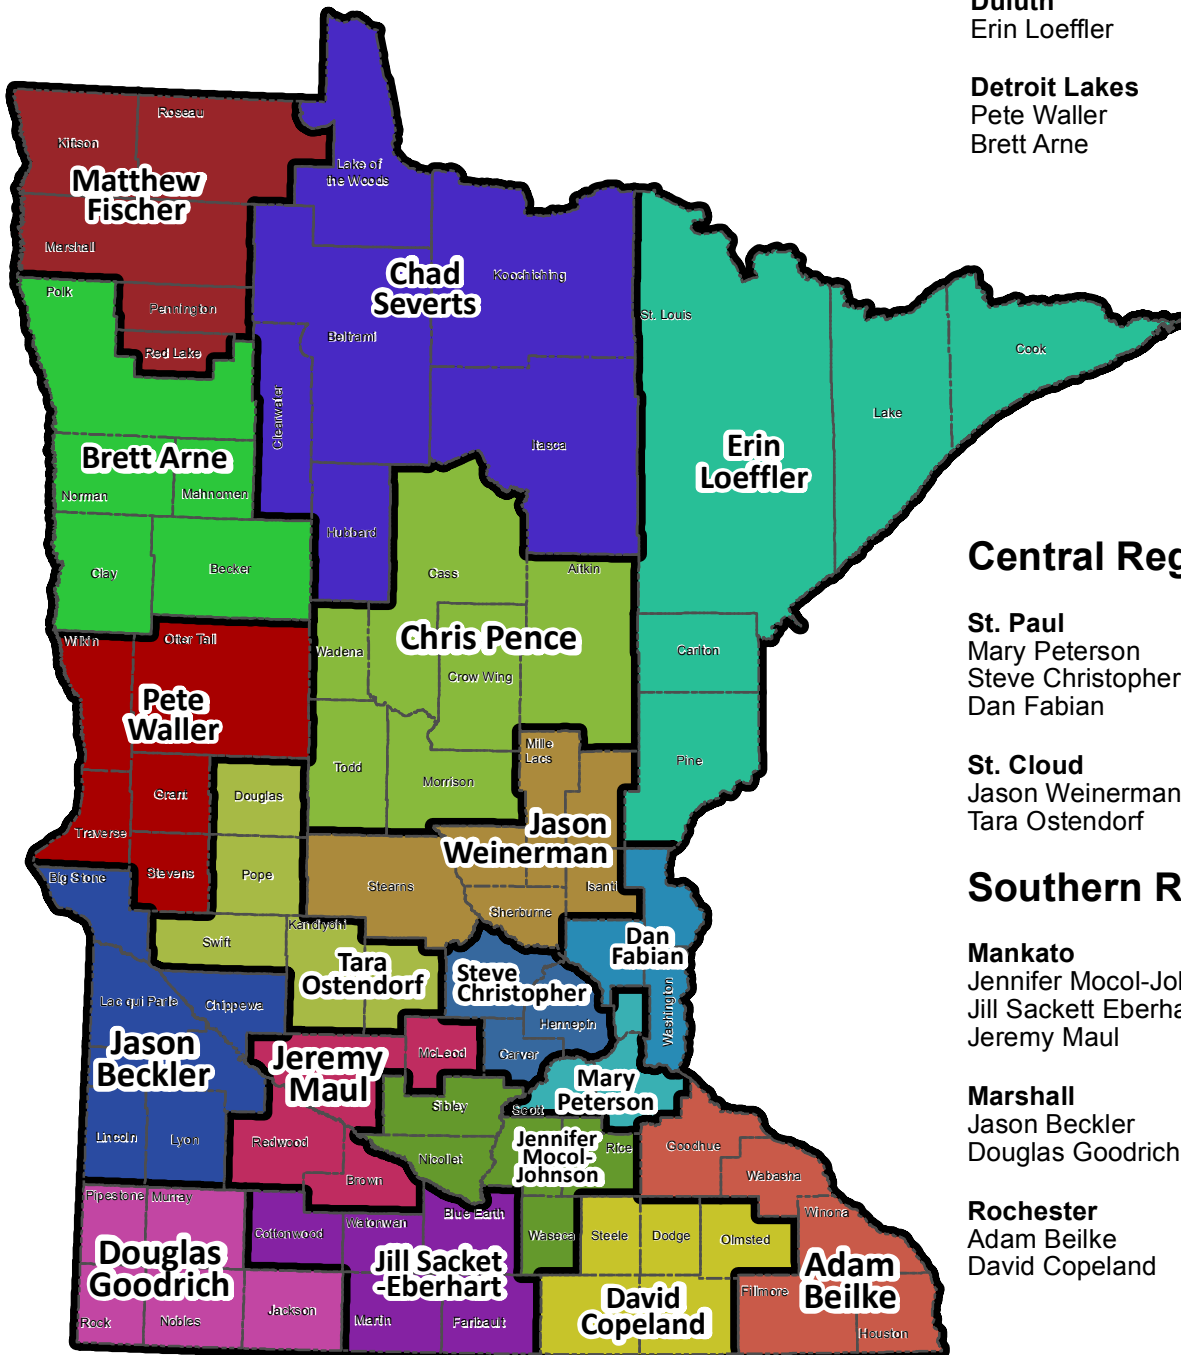 Duluth
Erin Loeffler
Detroit Lakes
Pete Waller
Brett Arne
Roseau
Kittson
Lake of
the Woods
Matthew
Fischer
Marshall
Chad
Severts
Koochiching
Polk
Pennington
St. Louis
Beltrami
Red Lake
Cook
Clearwater
Lake
Itasca
Erin
Loeffler
Brett Arne
Norman
Mahnomen
Hubbard
Clay
Becker
Cass
Aitkin
Central Reg
St. Paul
Mary Peterson
Steve Christopher
Dan Fabian
Wilkin
Otter Tail
Wadena
Chris Pence
Carlton
Crow Wing
Pete
Waller
Mille
Lacs
Todd
Morrison
Pine
St. Cloud
Jason Weinerman
Tara Ostendorf
Grant
Douglas
Traverse
Jason
Weinerman
Big Stone
Stevens
Pope
Stearns
Isanti
Sherburne
Southern R
Kandiyohi
Swift
Dan
Fabian
Tara
Ostendorf
Steve
Christopher
Mankato
Jennifer Mocol-Joh
Jill Sackett Eberha
Jeremy Maul
Lac qui Parle
Chippewa
Washington
Hennepin
Jason
Beckler
Jeremy
Maul
McLeod
Carver
Mary
Peterson
Sibley
Scott
Marshall
Jason Beckler
Douglas Goodrich
Lincoln
Lyon
Redwood
Nicollet
Jennifer
Mocol-
Johnson
Rice
Goodhue
Wabasha
Brown
Pipestone
Murray
Rochester
Adam Beilke
David Copeland
Cottonwood
Watonwan
Blue Earth
Waseca
Steele
Dodge
Olmsted
Winona
Douglas
Goodrich
Jill Sacket
-Eberhart
Adam
Beilke
Rock
Nobles
Jackson
Martin
Faribault
David
Copeland
Fillmore
Houston